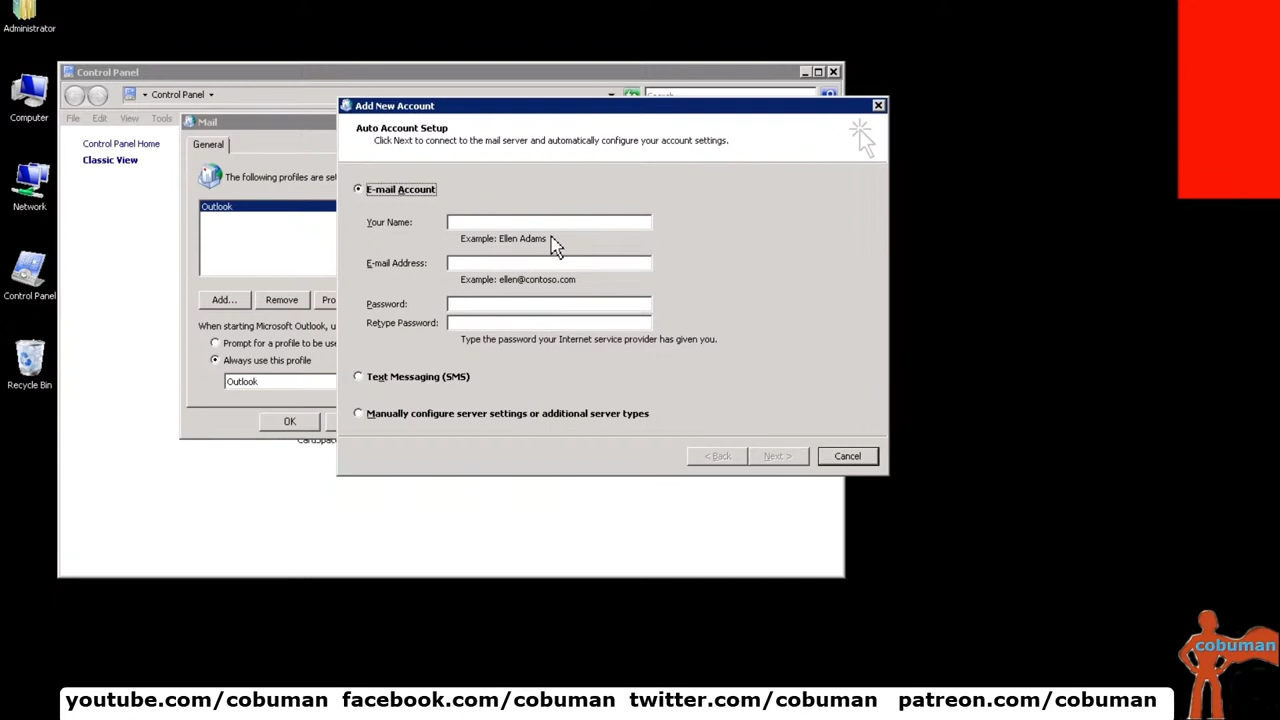 Administrator
Computer
Network
Control Panel
Recycle Bin
Control Panel
Control Panel
File Edit View Tools
Control Panel Home
Classic View
Mail
General
The following profiles are
Outlook
Add... Remove
When starting Microsoft Outlook,
Prompt for a profile to be
Always use this profile
Outlook
OK
Add New Account
Auto Account Setup
Click Next to connect to the mail server and automatically configure your account settings.
E-mail Account
Your Name:
Example: Ellen Adams
E-mail Address:
Example: ellen@contoso.com
Password:
Retype Password:
Type the password your Internet service provider has given you.
Text Messaging (SMS)
Manually configure server settings or additional server types
< Back Next > Cancel
cobuman
youtube.com/cobuman facebook.com/cobuman twitter.com/cobuman patreon.com/cobuman